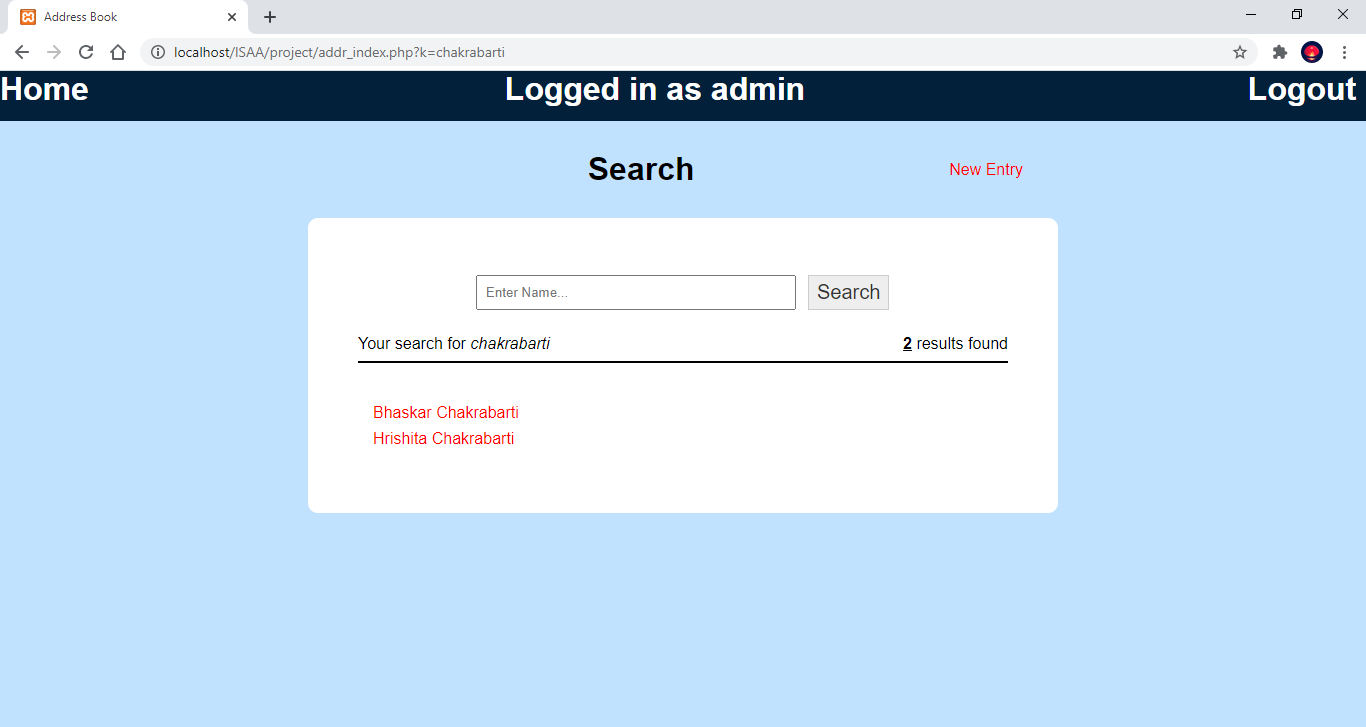 Address Book
localhost/ISAA/project/addr_index.php?k=chakrabarti
Home Logged in as admin Logout
Search New Entry
Enter Name... Search
Your search for chakrabarti 2 results found
Bhaskar Chakrabarti
Hrishita Chakrabarti